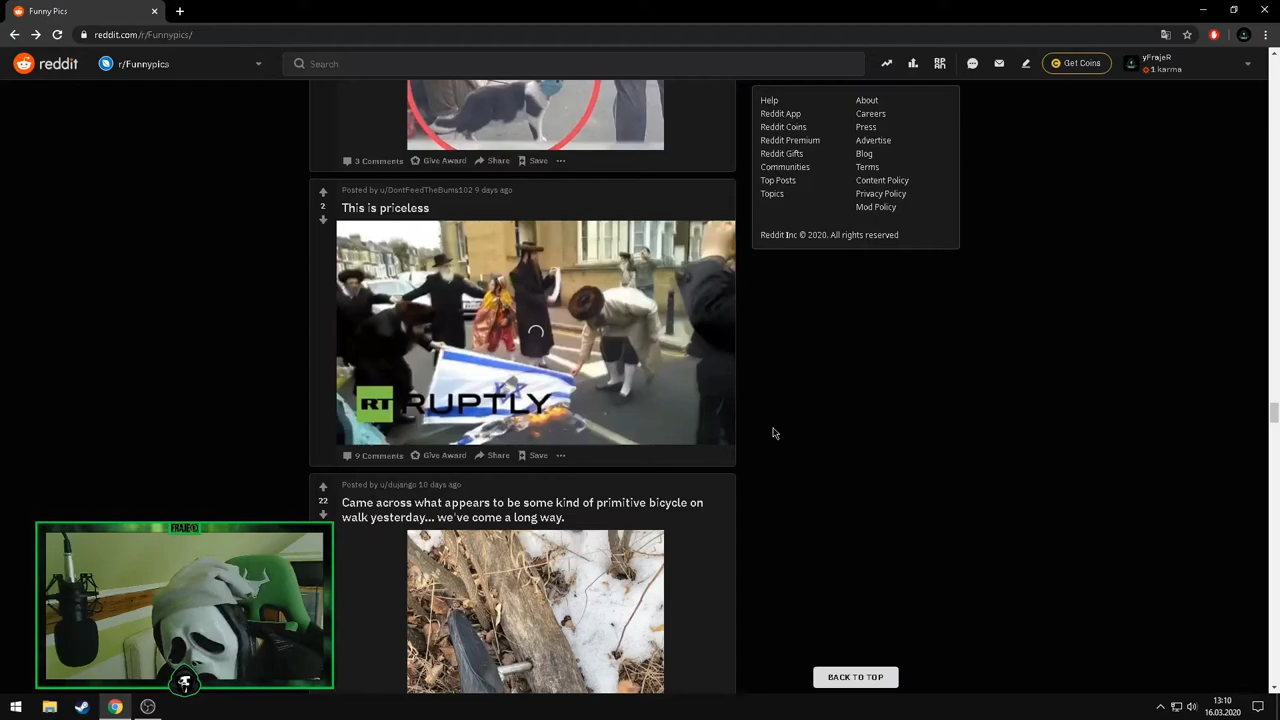 Funny Pics
reddit.com/r/Funnypics/
reddit
r/Funnypics
Search
Get Coins
yFrajeR
1 karma
Help
About
Reddit App
Careers
Reddit Coins
Press
Reddit Premium
Advertise
Reddit Gifts
Blog
Communities
Terms
Top Posts
Content Policy
Topics
Privacy Policy
Mod Policy
Reddit Inc © 2020. All rights reserved
3 Comments Give Award Share Save
Posted by u/DontFeedTheBums102 9 days ago
2
This is priceless
RT RUPTLY
9 Comments Give Award Share Save
Posted by u/dujango 10 days ago
22
Came across what appears to be some kind of primitive bicycle on
walk yesterday... we've come a long way.
BACK TO TOP
13:10
16.03.2020